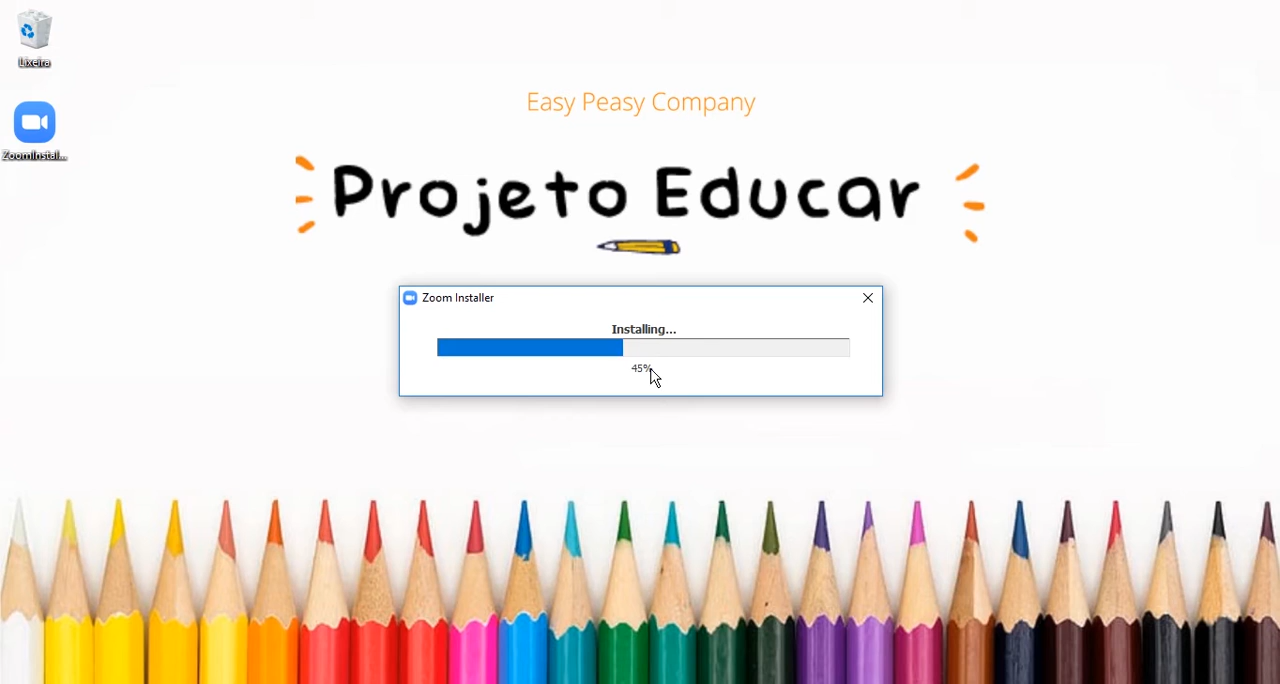 Lixeira
ZoomInstal...
Easy Peasy Company
Projeto Educar
Zoom Installer
Installing...
45%